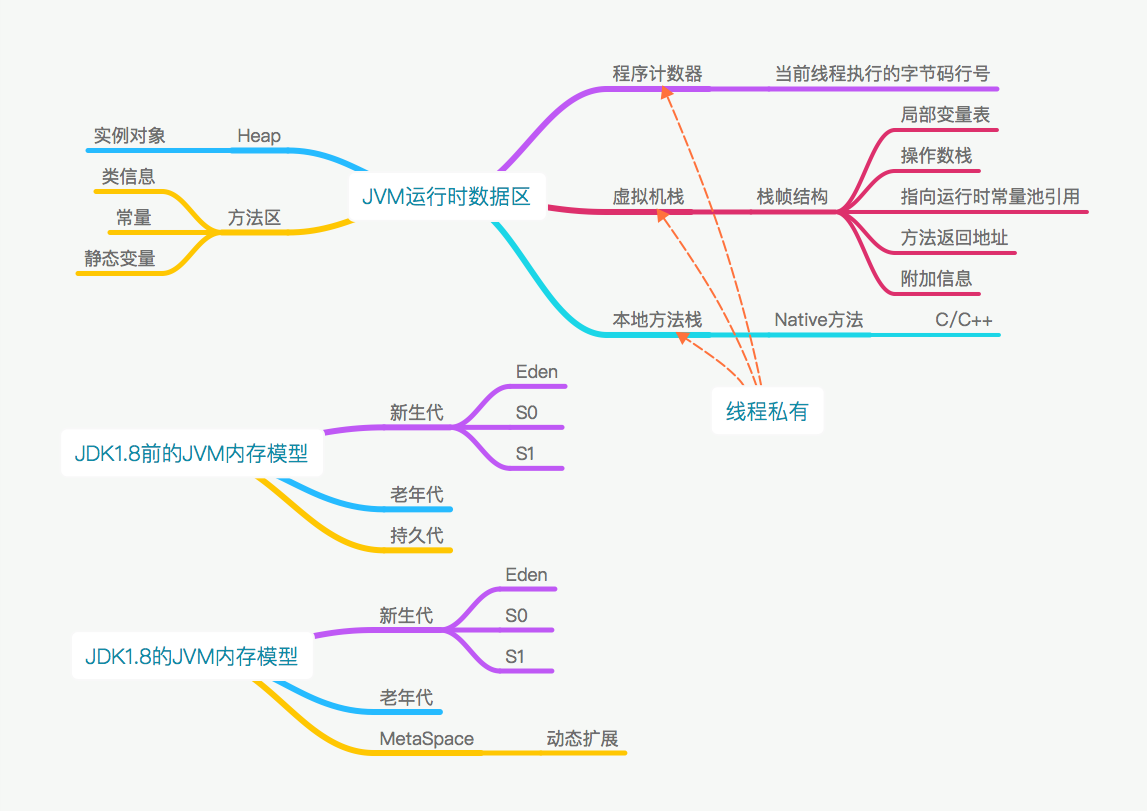 JVM运行时数据区
程序计数器
当前线程执行的字节码行号
虚拟机栈
栈帧结构
局部变量表
操作数栈
指向运行时常量池引用
方法返回地址
附加信息
本地方法栈
Native方法
C/C++
线程私有
Heap
实例对象
方法区
类信息
常量
静态变量
JDK1.8前的JVM内存模型
新生代
Eden
S0
S1
老年代
持久代
JDK1.8的JVM内存模型
新生代
Eden
S0
S1
老年代
MetaSpace
动态扩展